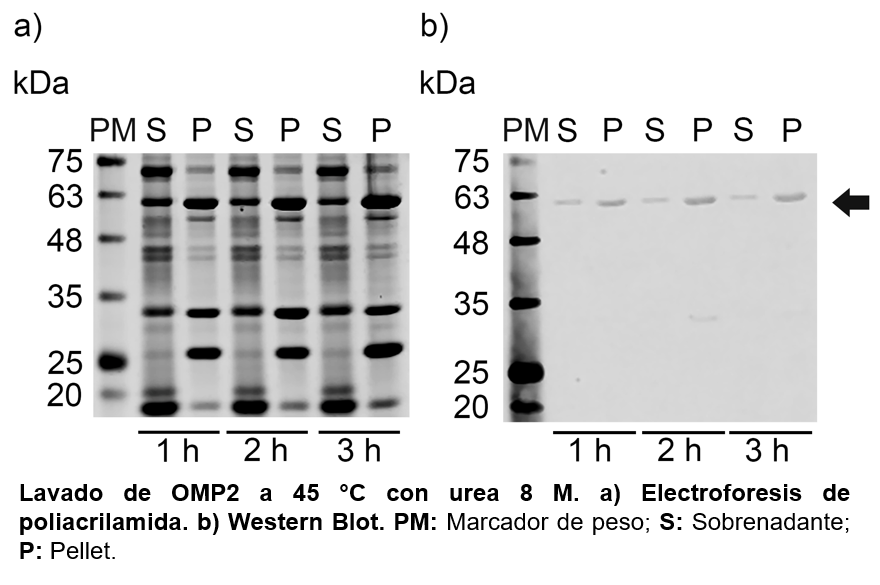 a)
b)
kDa
kDa
PM S P S P S P
PM S P S P S P
75
63
48
35
25
20
75
63
48
35
25
20
1 h 2 h 3 h
1 h 2 h 3 h
Lavado de OMP2 a 45 °C con urea 8 M. a) Electroforesis de
poliacrilamida. b) Western Blot. PM: Marcador de peso; S: Sobrenadante;
P: Pellet.